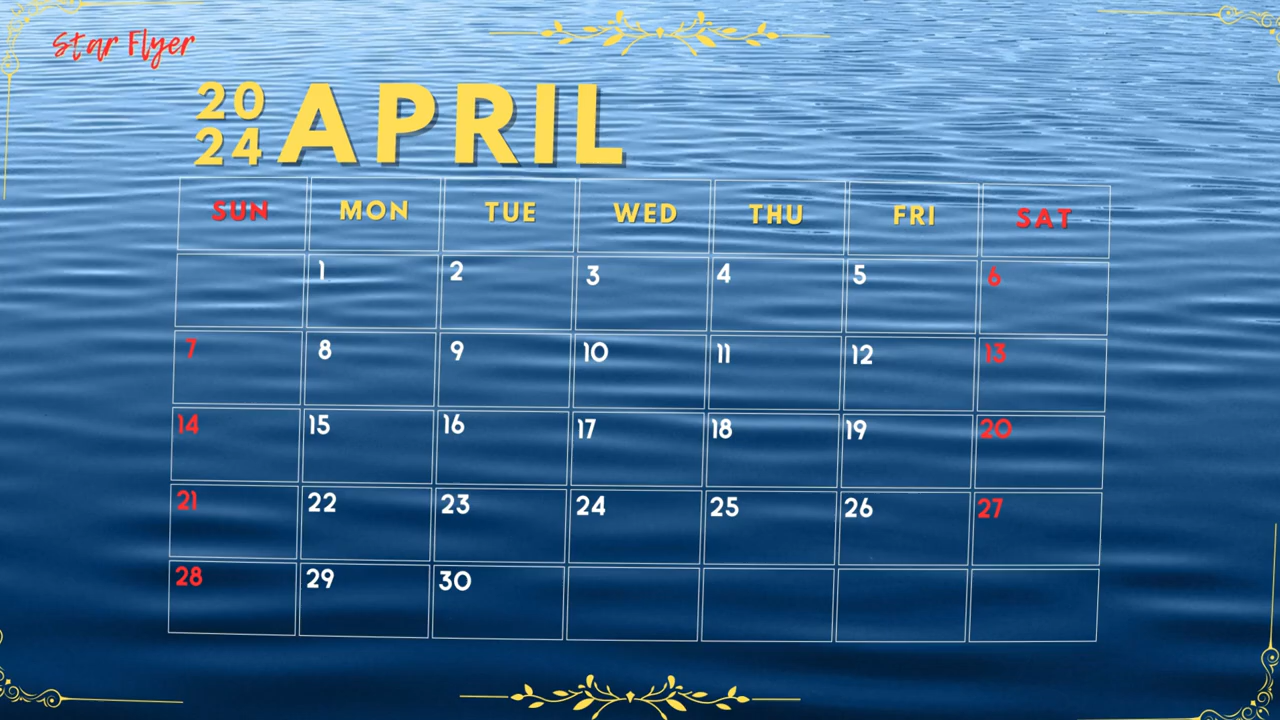 Star Flyer
20
24 APRIL
SUN MON TUE WED THU FRI SAT
1 2 3 4 5 6
7 8 9 10 11 12 13
14 15 16 17 18 19 20
21 22 23 24 25 26 27
28 29 30